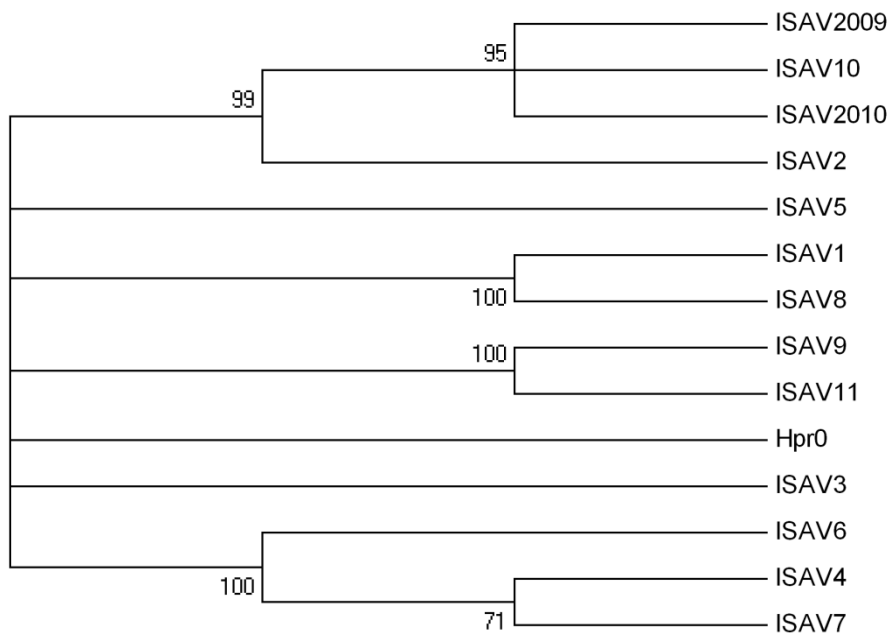 ISAV2009
95
ISAV10
99
ISAV2010
ISAV2
ISAV5
ISAV1
100
ISAV8
100
ISAV9
ISAV11
Hpr0
ISAV3
ISAV6
100
ISAV4
71
ISAV7